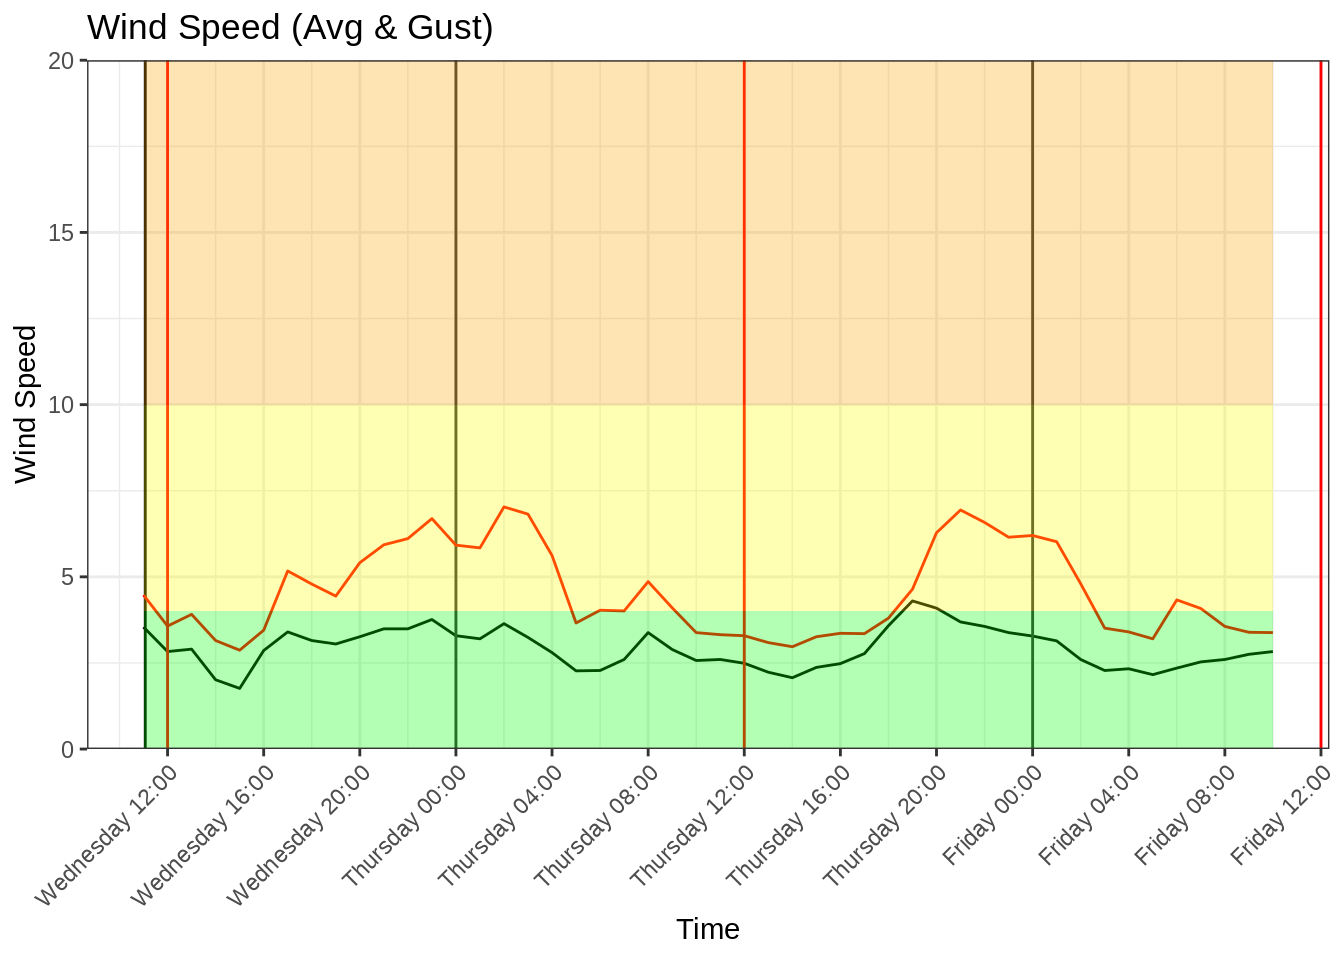 Wind Speed (Avg & Gust)
20
15
10
5
0
Wind Speed
Wednesday 12:00
Wednesday 16:00
Wednesday 20:00
Thursday 00:00
Thursday 04:00
Thursday 08:00
Thursday 12:00
Thursday 16:00
Thursday 20:00
Friday 00:00
Friday 04:00
Friday 08:00
Friday 12:00
Time